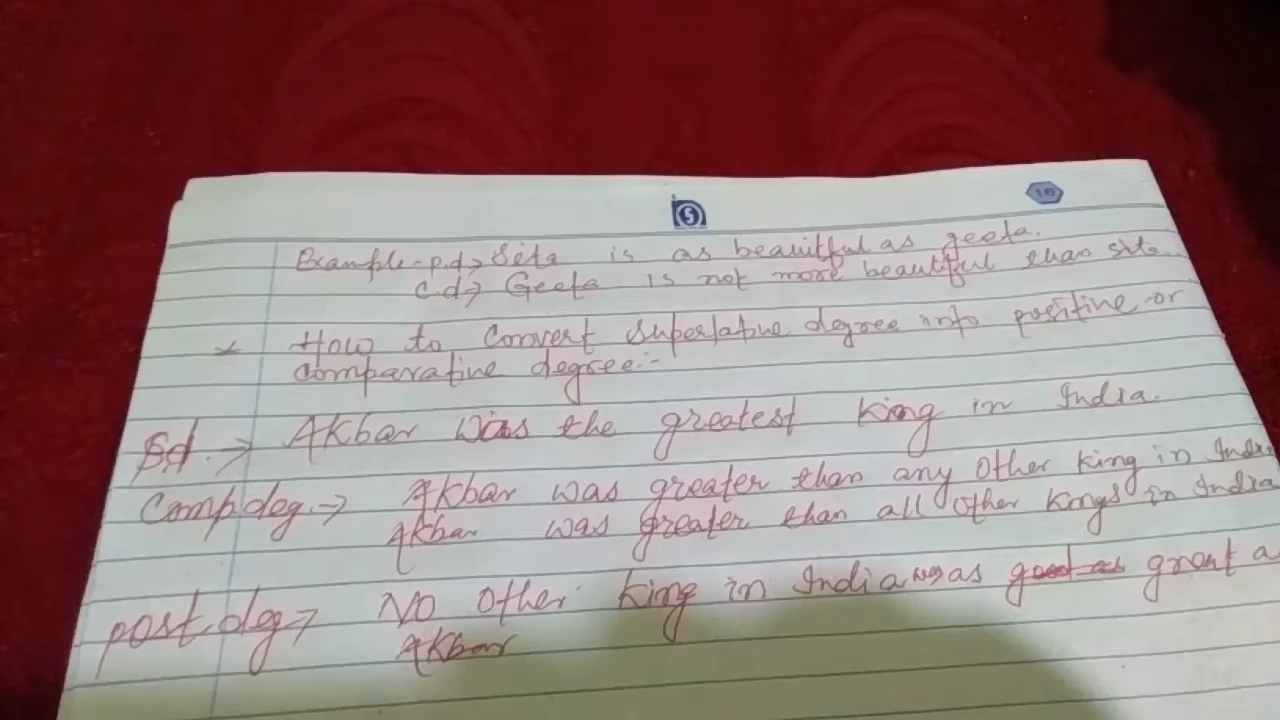 Example- p.d→ Sita is as beauitful as geeta.
c.d→ Geeta is not more beautiful than sita.
* How to convert superlative degree into positive or
comparative degree:-
Sd. → Akbar was the greatest king in India.
Comp deg. → Akbar was greater than any other king in India
Akbar was greater than all other kings in India
post. deg → No other king in India was as great a
Akbar